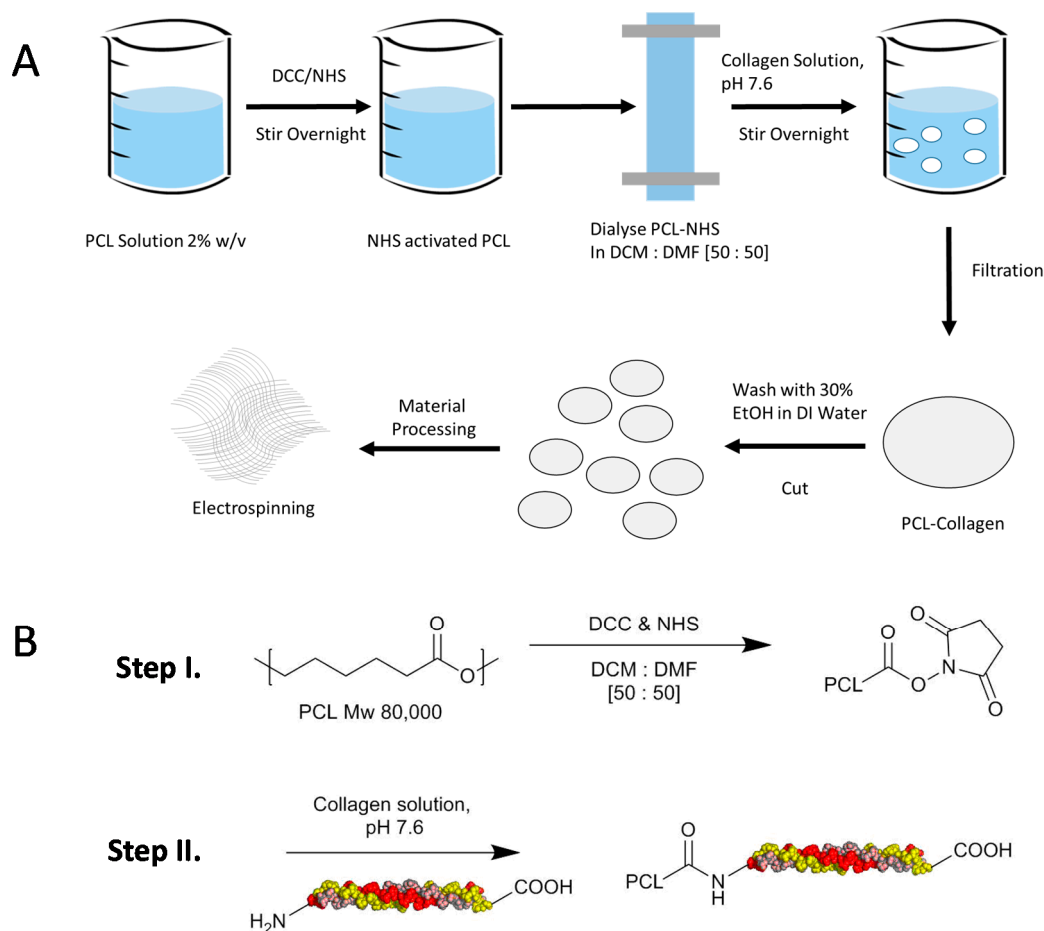 A
DCC/NHS
Stir Overnight
Collagen Solution,
pH 7.6
Stir Overnight
PCL Solution 2% w/v
NHS activated PCL
Dialyse PCL-NHS
In DCM : DMF [50 : 50]
Filtration
Wash with 30%
EtOH in DI Water
Cut
Material
Processing
Electrospinning
PCL-Collagen
B
Step I.
O
O
PCL Mw 80,000
DCC & NHS
DCM : DMF
[50 : 50]
O
O
PCL
O
N
O
Step II.
Collagen solution,
pH 7.6
H₂N
COOH
O
PCL
N
H
COOH